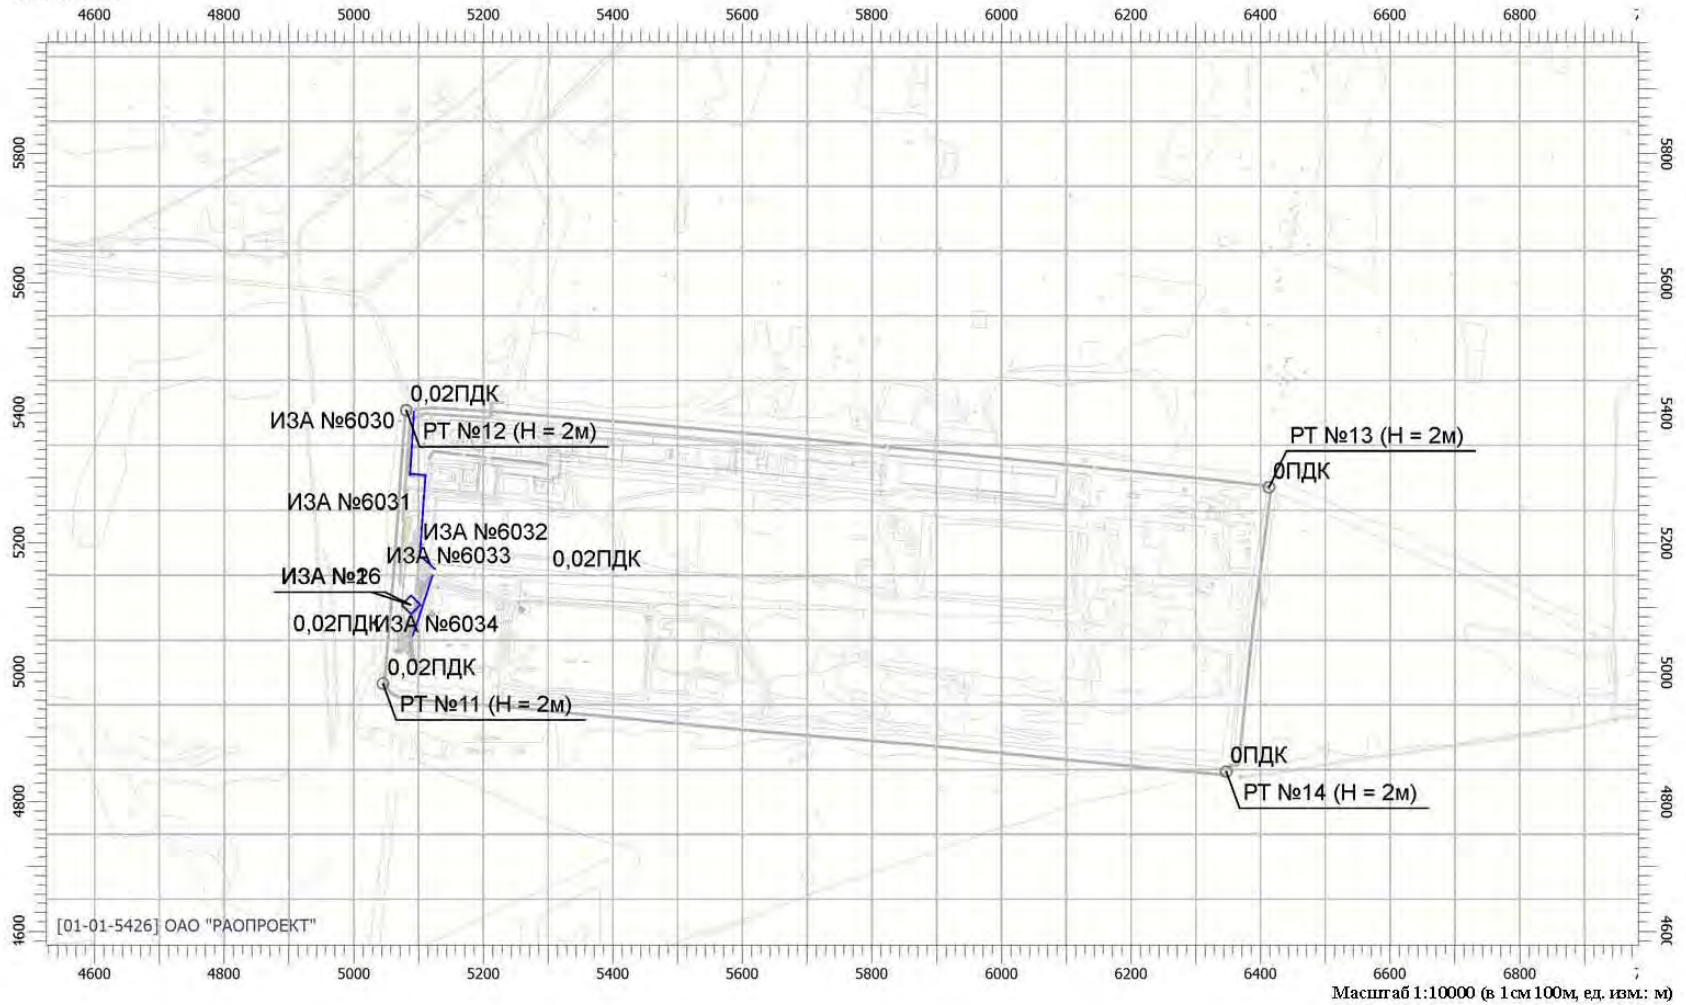 4600 4800 5000 5200 5400 5600 5800 6000 6200 6400 6600 6800
5800 5800
5600 5600
0,02ПДК
5400 ИЗА №6030 5400
РТ №12 (Н = 2м)
РТ №13 (Н = 2м)
0ПДК
ИЗА №6031
ИЗА №6032
5200 ИЗА №6033 0,02ПДК 5200
ИЗА
0,02ПДК ИЗА №6034
5000 0,02ПДК 5000
РТ №11 (Н = 2м)
0ПДК
4800 РТ №14 (Н = 2м) 4800
4600
[01-01-5426] ОАО "РАОПРОЕКТ"
4600 4800 5000 5200 5400 5600 5800 6000 6200 6400 6600 6800
Масштаб 1:10000 (в 1см 100м, ед. изм.: м)